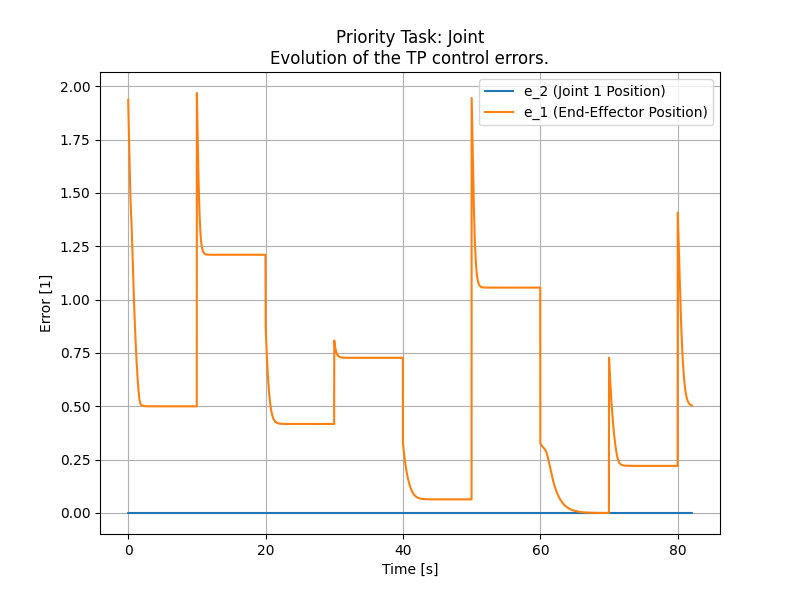 Priority Task: Joint
Evolution of the TP control errors.
e_2 (Joint 1 Position)
e_1 (End-Effector Position)
2.00
1.75
1.50
1.25
1.00
0.75
0.50
0.25
0.00
Error [1]
0 20 40 60 80
Time [s]